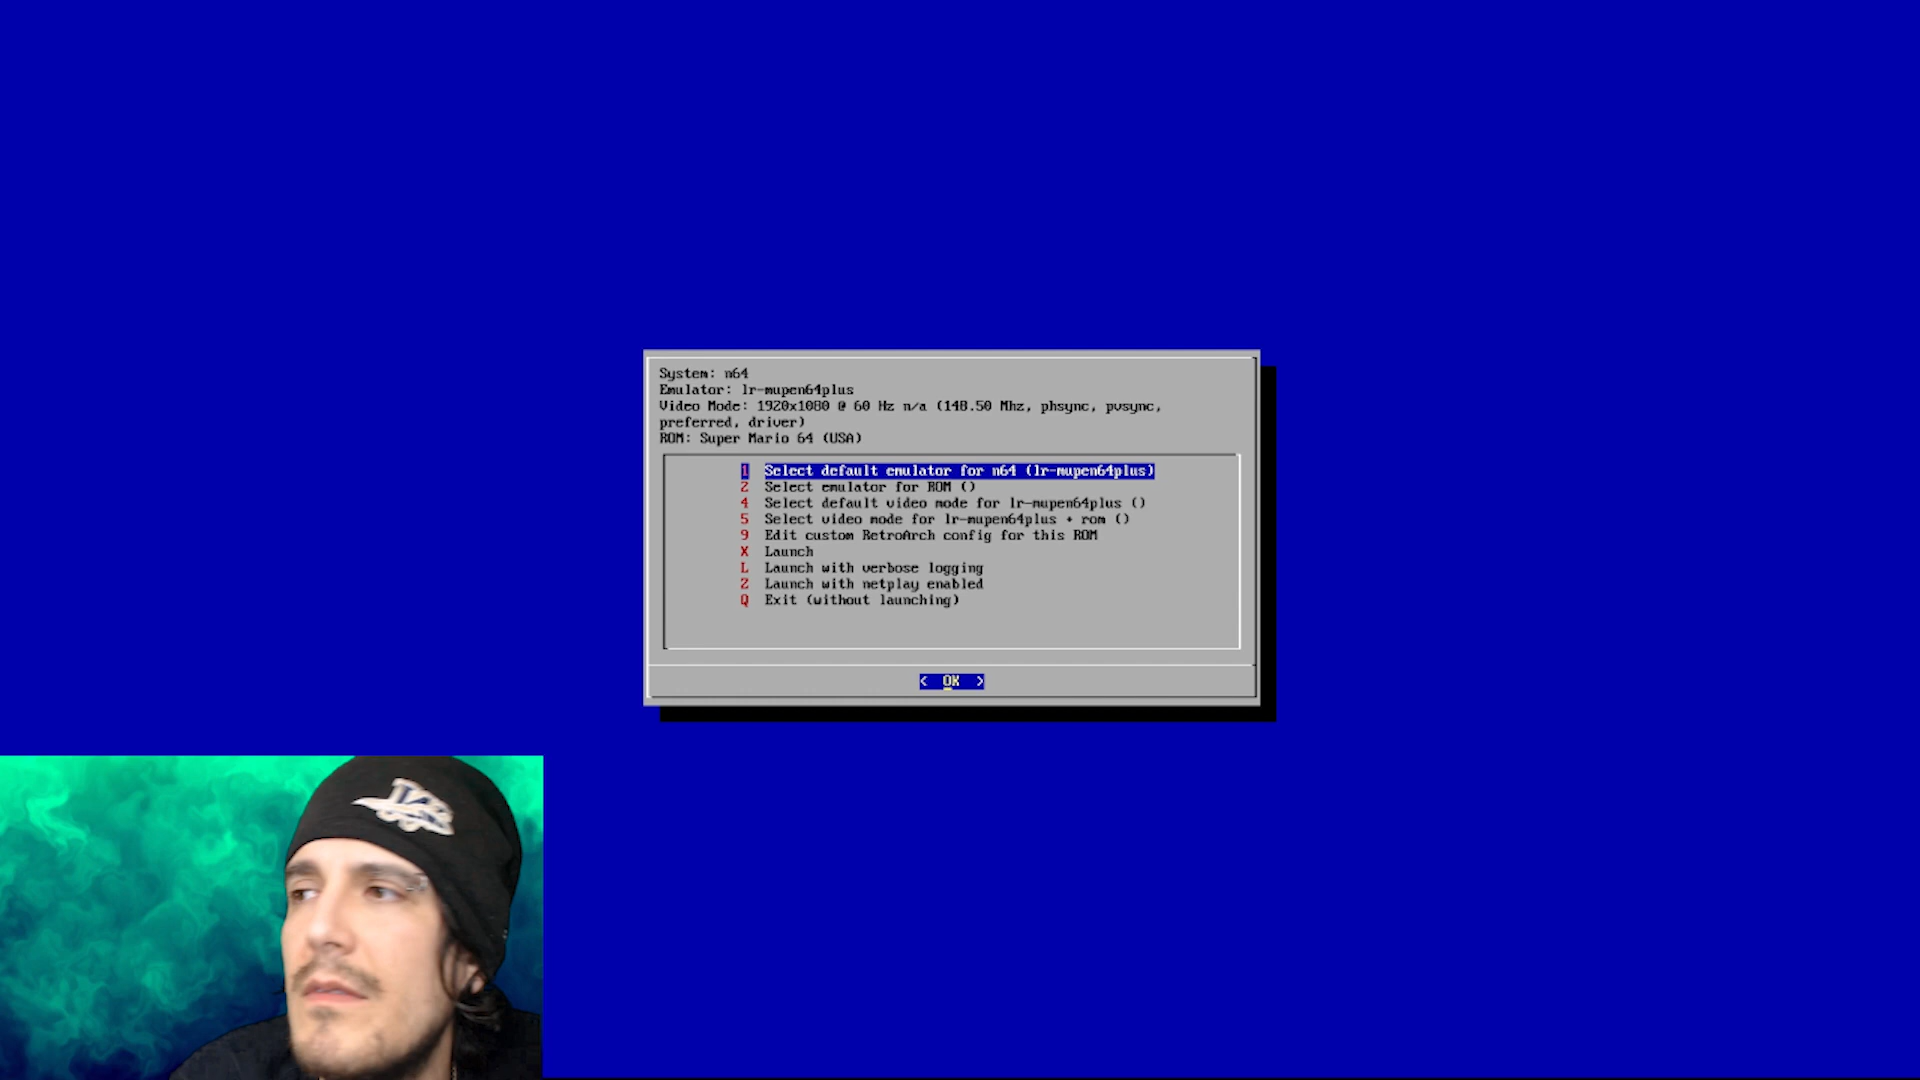 System: n64
Emulator: lr-mupen64plus
Video Mode: 1920x1080 @ 60 Hz n/a (148.50 Mhz, phsync, pvsync,
preferred, driver)
ROM: Super Mario 64 (USA)
1 Select default emulator for n64 (lr-mupen64plus)
2 Select emulator for ROM ()
4 Select default video mode for lr-mupen64plus ()
5 Select video mode for lr-mupen64plus + rom ()
9 Edit custom RetroArch config for this ROM
X Launch
L Launch with verbose logging
Z Launch with netplay enabled
Q Exit (without launching)
< OK >